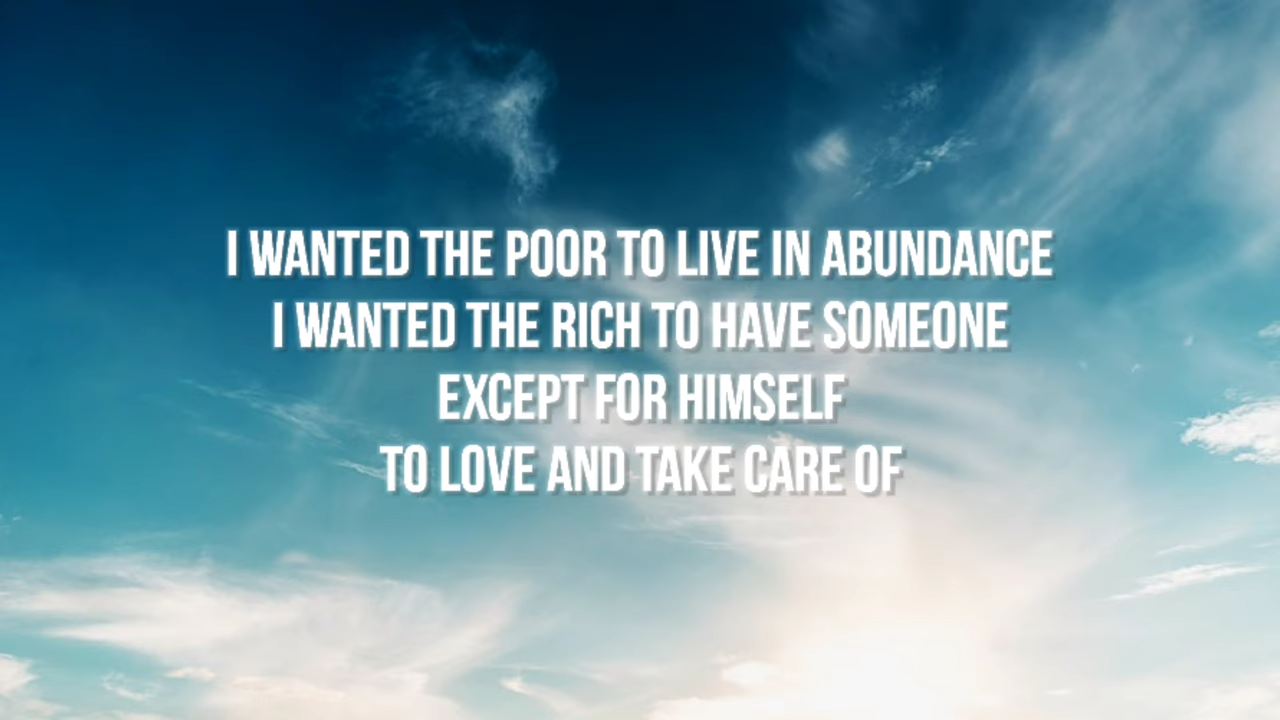 I WANTED THE POOR TO LIVE IN ABUNDANCE
I WANTED THE RICH TO HAVE SOMEONE
EXCEPT FOR HIMSELF
TO LOVE AND TAKE CARE OF